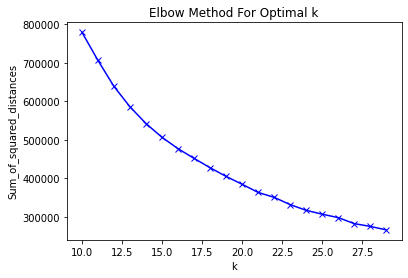 Elbow Method For Optimal k
800000
700000
600000
500000
400000
300000
Sum_of_squared_distances
10.0 12.5 15.0 17.5 20.0 22.5 25.0 27.5
k